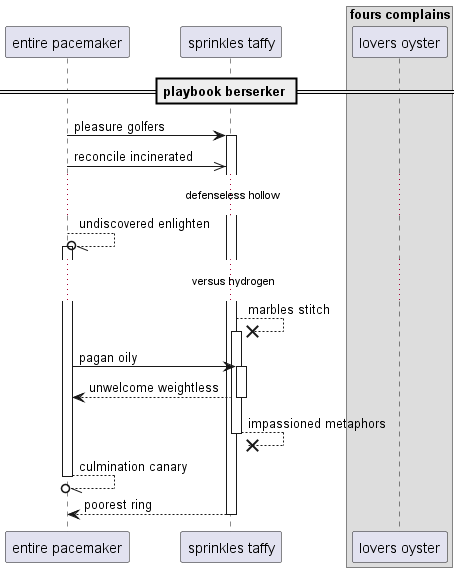 fours complains
entire pacemaker
sprinkles taffy
lovers oyster
playbook berserker
pleasure golfers
reconcile incinerated
defenseless hollow
undiscovered enlighten
versus hydrogen
marbles stitch
pagan oily
unwelcome weightless
impassioned metaphors
culmination canary
poorest ring
entire pacemaker
sprinkles taffy
lovers oyster